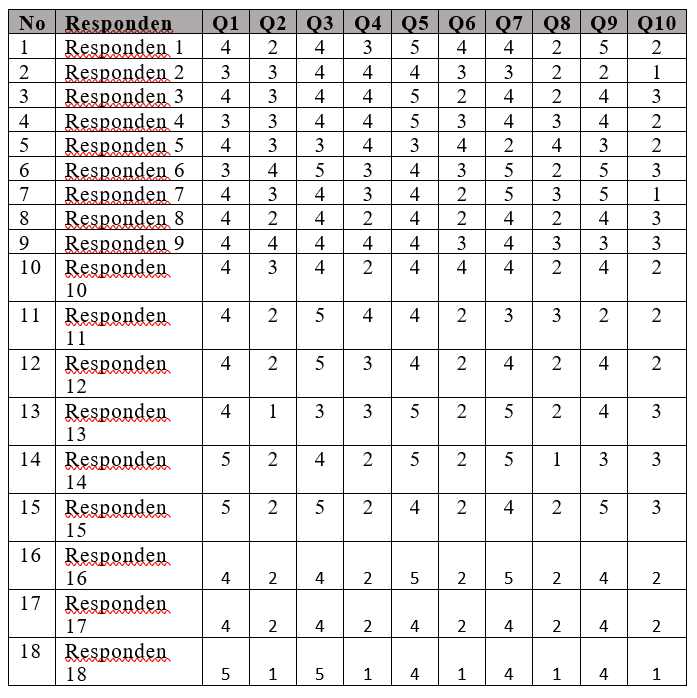 No Responden Q1 Q2 Q3 Q4 Q5 Q6 Q7 Q8 Q9 Q10
1 Responden 1 4 2 4 3 5 4 4 2 5 2
2 Responden 2 3 3 4 4 4 3 3 2 2 1
3 Responden 3 4 3 4 4 5 2 4 2 4 3
4 Responden 4 3 3 4 4 5 3 4 3 4 2
5 Responden 5 4 3 3 4 3 4 2 4 3 2
6 Responden 6 3 4 5 3 4 3 5 2 5 3
7 Responden 7 4 3 4 3 4 2 5 3 5 1
8 Responden 8 4 2 4 2 4 2 4 2 4 3
9 Responden 9 4 4 4 4 4 3 4 3 3 3
10 Responden 4 3 4 2 4 4 4 2 4 2
10
11 Responden 4 2 5 4 4 2 3 3 2 2
11
12 Responden 4 2 5 3 4 2 4 2 4 2
12
13 Responden 4 1 3 3 5 2 5 2 4 3
13
14 Responden 5 2 4 2 5 2 5 1 3 3
14
15 Responden 5 2 5 2 4 2 4 2 5 3
15
16 Responden
16 4 2 4 2 5 2 5 2 4 2
17 Responden
17 4 2 4 2 4 2 4 2 4 2
18 Responden
18 5 1 5 1 4 1 4 1 4 1